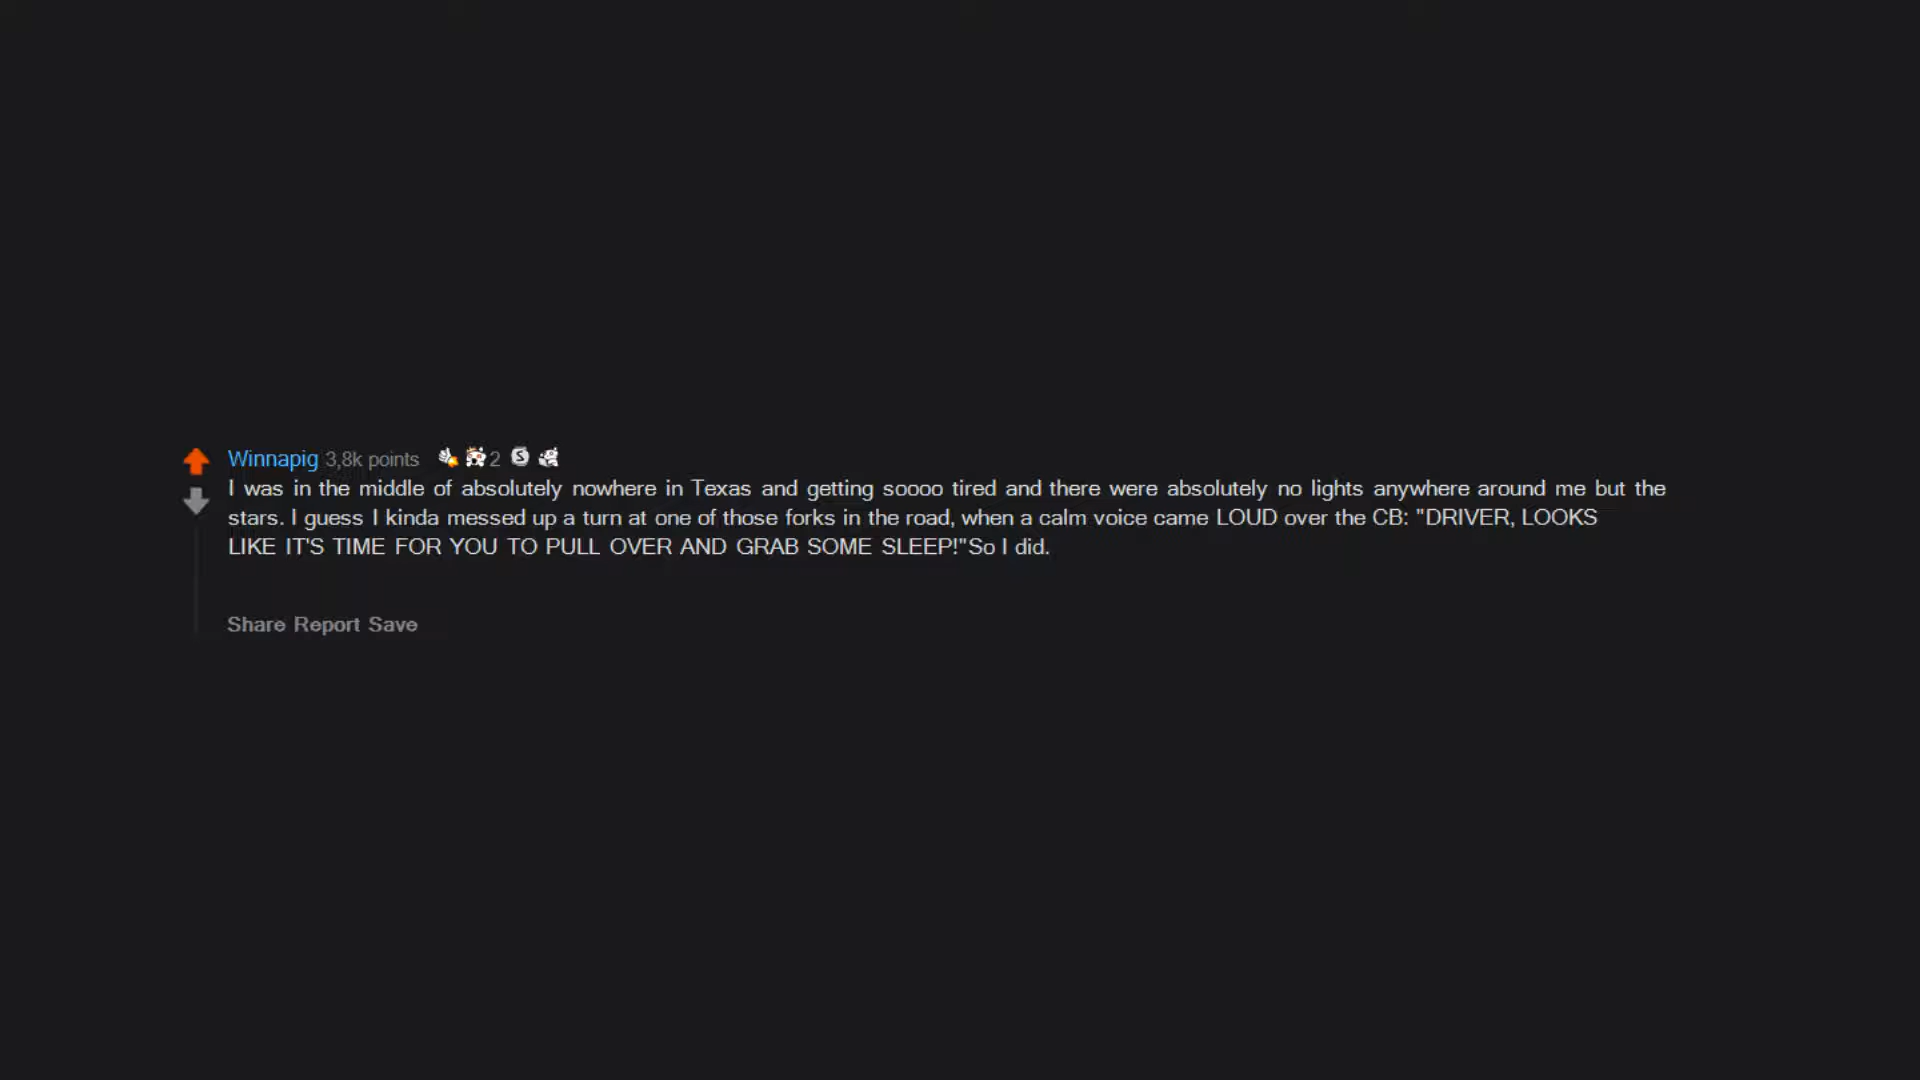 Winnapig 3,8k points 2
I was in the middle of absolutely nowhere in Texas and getting soooo tired and there were absolutely no lights anywhere around me but the
stars. I guess I kinda messed up a turn at one of those forks in the road, when a calm voice came LOUD over the CB: "DRIVER, LOOKS
LIKE IT'S TIME FOR YOU TO PULL OVER AND GRAB SOME SLEEP!"So I did.
Share Report Save